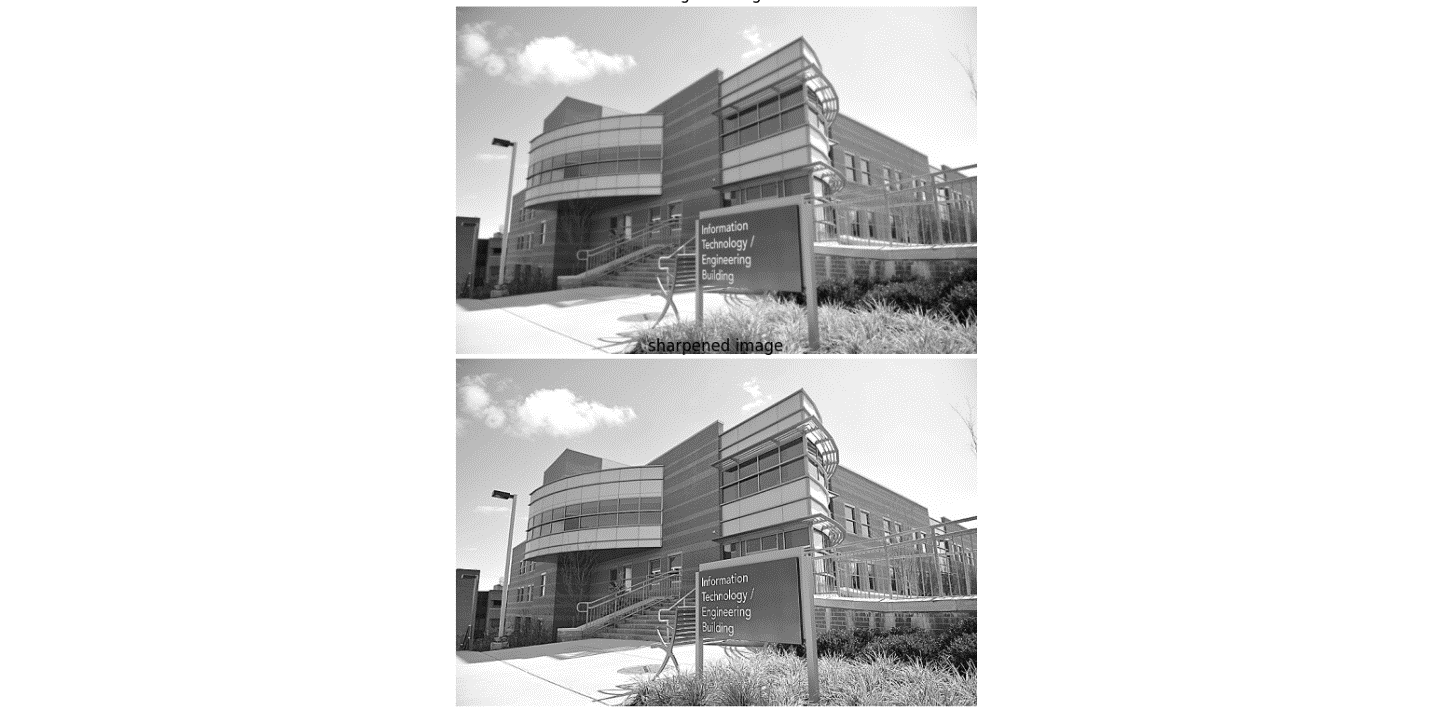 Information
Technology /
Engineering
Building
sharpened image
Information
Technology /
Engineering
Building